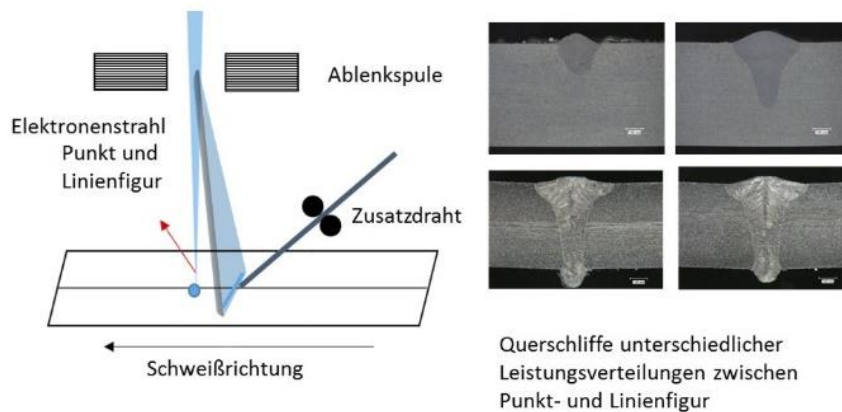 Ablenkspule
Elektronenstrahl
Punkt und
Linienfigur
Zusatzdraht
Schweißrichtung
Querschliffe unterschiedlicher
Leistungsverteilungen zwischen
Punkt- und Linienfigur